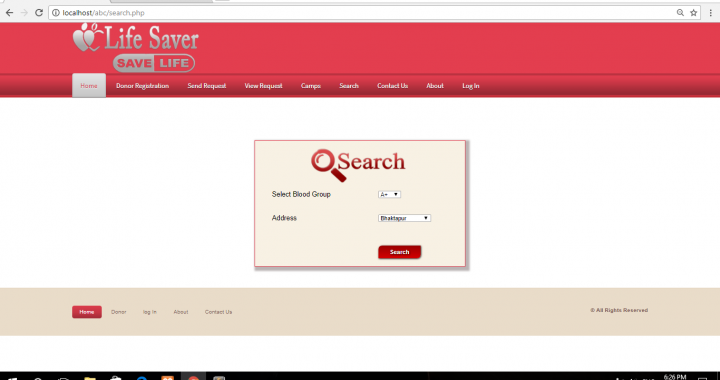 localhost/abc/search.php
Life Saver
SAVE LIFE
Home Donor Registration Send Request View Request Camps Search Contact Us About Log In
Search
Select Blood Group A+
Address Bhaktapur
Search
Home Donor log in About Contact Us © All Rights Reserved
6:26 PM